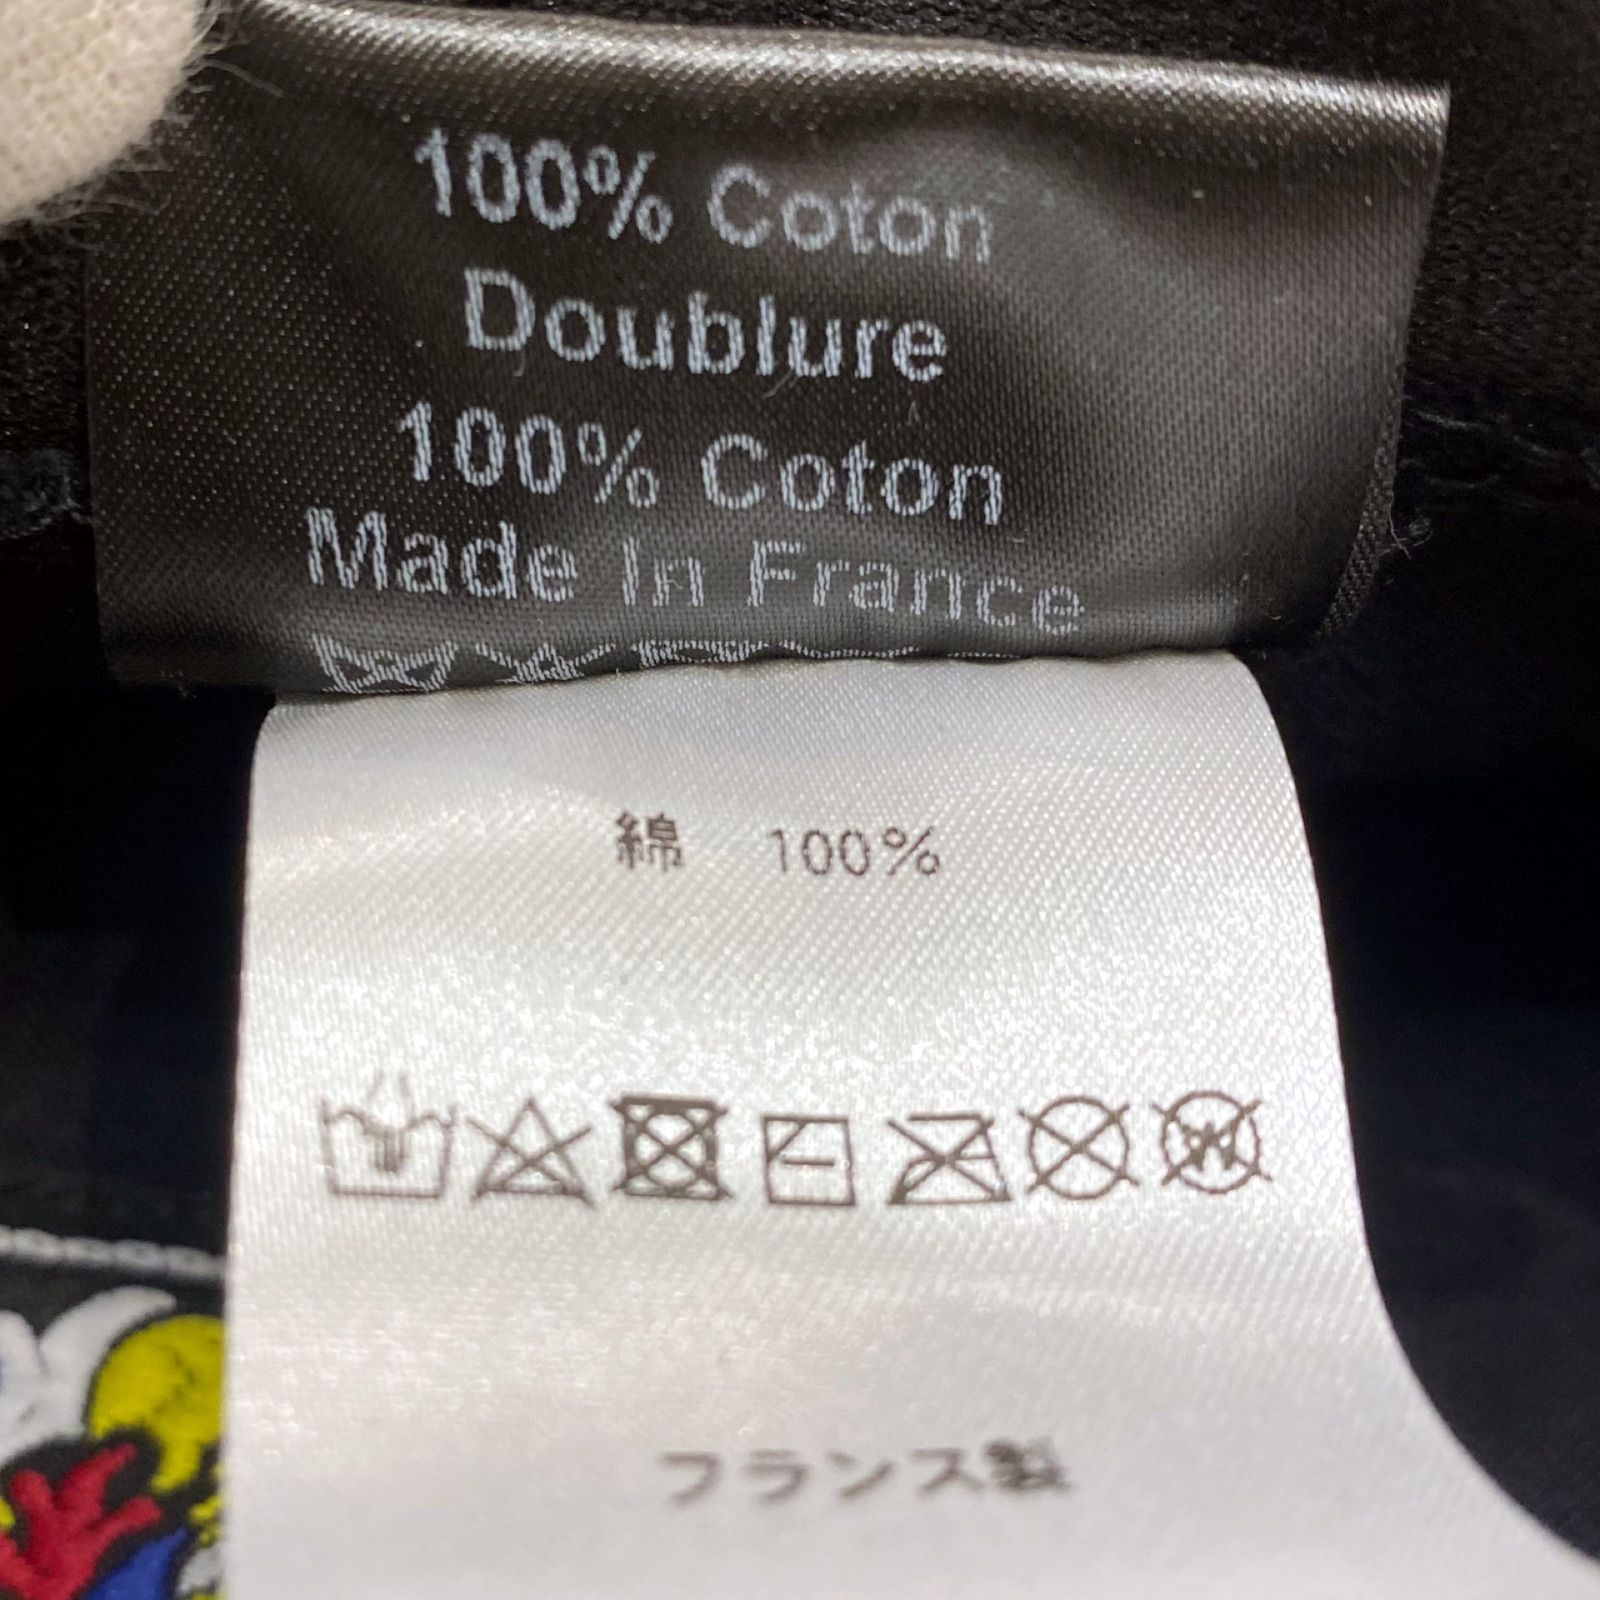 100% Coton
Doublure
100% Coton
Made In France
綿 100%
フランス製